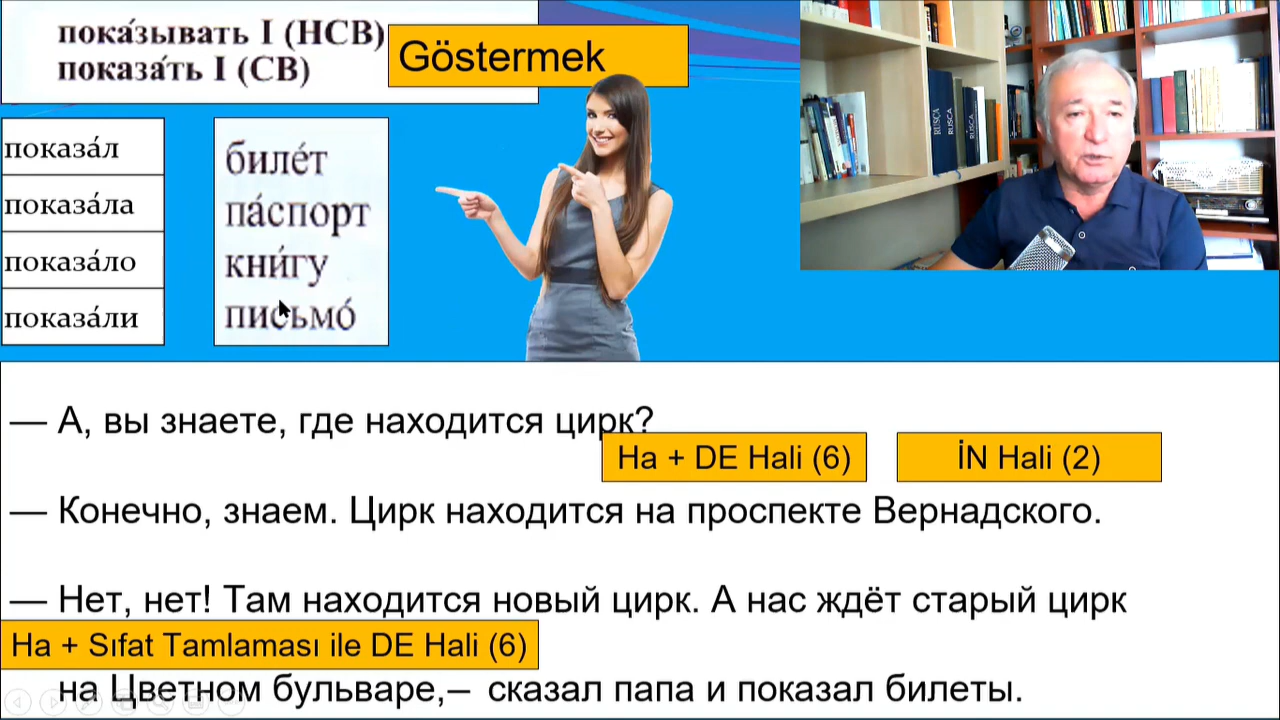 пока́зывать I (НСВ)
показа́ть I (СВ)
Göstermek
показа́л
показа́ла
показа́ло
показа́ли
биле́т
па́спорт
кни́гу
письмо́
RUSÇA
RUSÇA
RUSÇA
— А, вы знаете, где находится цирк?
На + DE Hali (6)
İN Hali (2)
— Конечно, знаем. Цирк находится на проспекте Вернадского.
— Нет, нет! Там находится новый цирк. А нас ждёт старый цирк
На + Sıfat Tamlaması ile DE Hali (6)
на Цветном бульваре,– сказал папа и показал билеты.